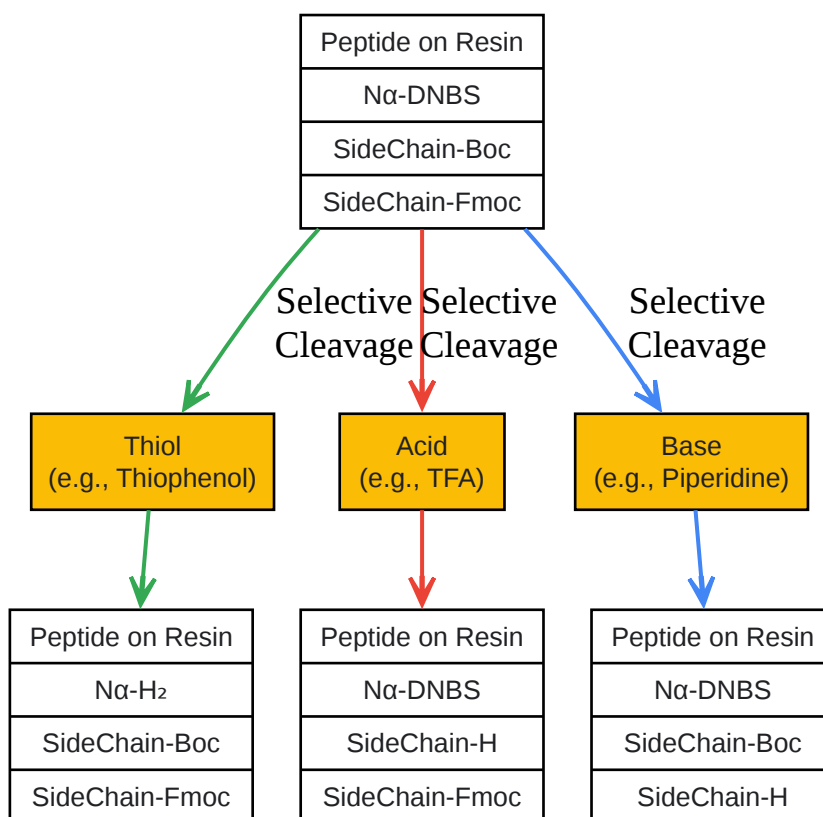 Peptide on Resin
Nα-DNBS
SideChain-Boc
SideChain-Fmoc
Selective
Cleavage
Selective
Cleavage
Selective
Cleavage
Thiol
(e.g., Thiophenol)
Acid
(e.g., TFA)
Base
(e.g., Piperidine)
Peptide on Resin
Nα-H₂
SideChain-Boc
SideChain-Fmoc
Peptide on Resin
Nα-DNBS
SideChain-H
SideChain-Fmoc
Peptide on Resin
Nα-DNBS
SideChain-Boc
SideChain-H